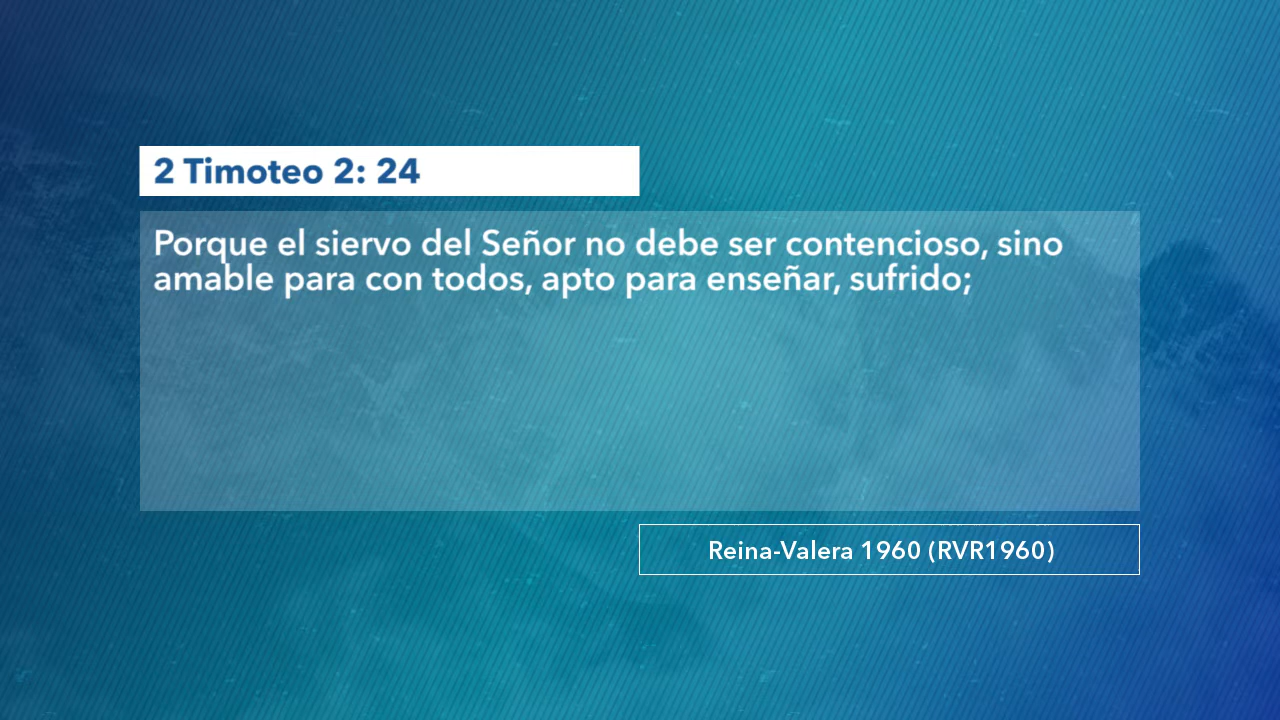 2 Timoteo 2: 24
Porque el siervo del Señor no debe ser contencioso, sino
amable para con todos, apto para enseñar, sufrido;
Reina-Valera 1960 (RVR1960)